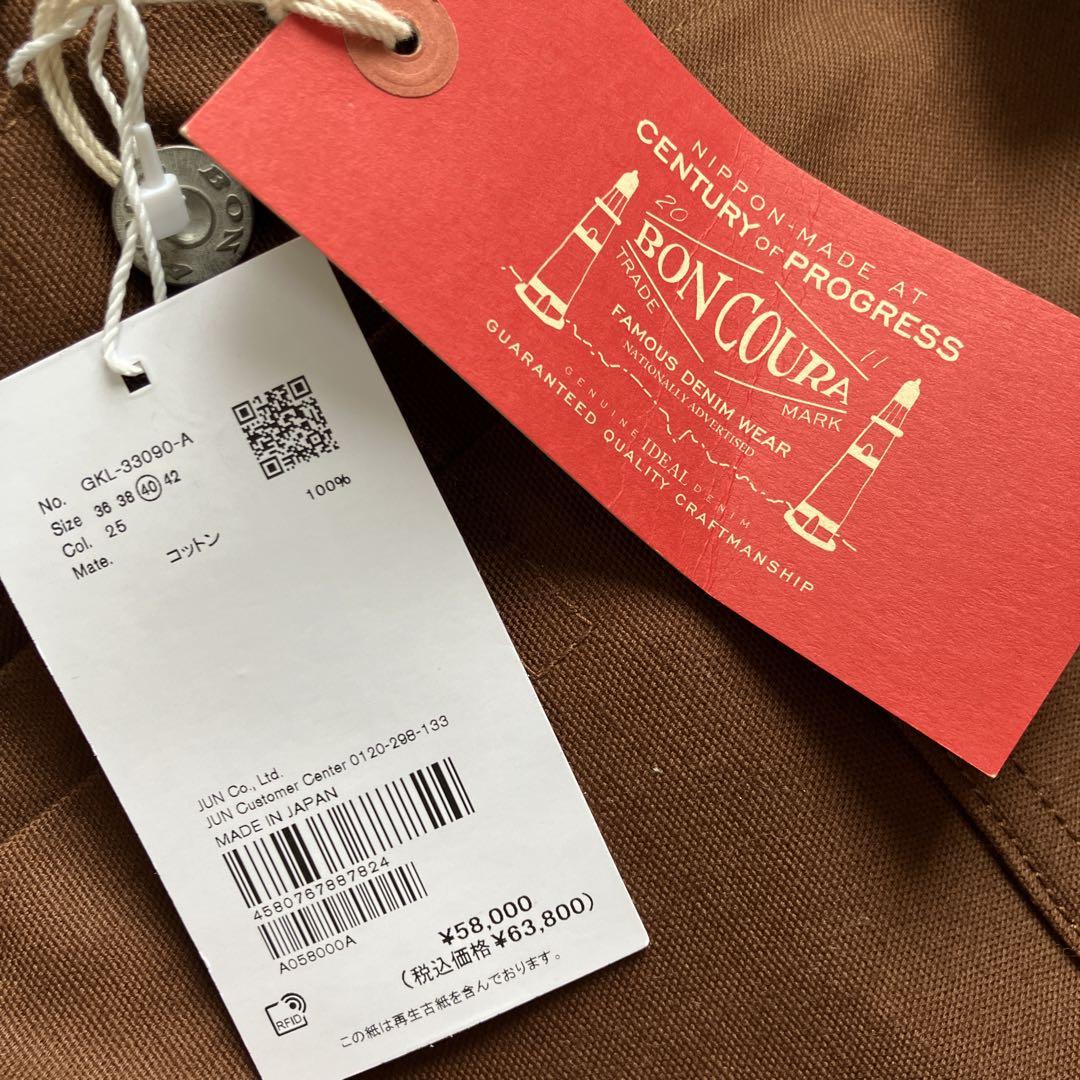 BON
NIPPON-MADE AT
CENTURY OF PROGRESS
20
BONCOURA
11
TRADE
MARK
FAMOUS DENIM WEAR
NATIONALLY ADVERTISED
GENUINE IDEAL DENIM
GUARANTEED QUALITY CRAFTMANSHIP
No. GKL-33090-A
Size 36 38 40 42
Col. 25
Mate. コットン 100%
JUN Co., Ltd.
JUN Customer Center 0120-298-133
MADE IN JAPAN
4580767887824
A058000A
¥58,000
(税込価格¥63,800)
RFID
この紙は再生古紙を含んでおります。